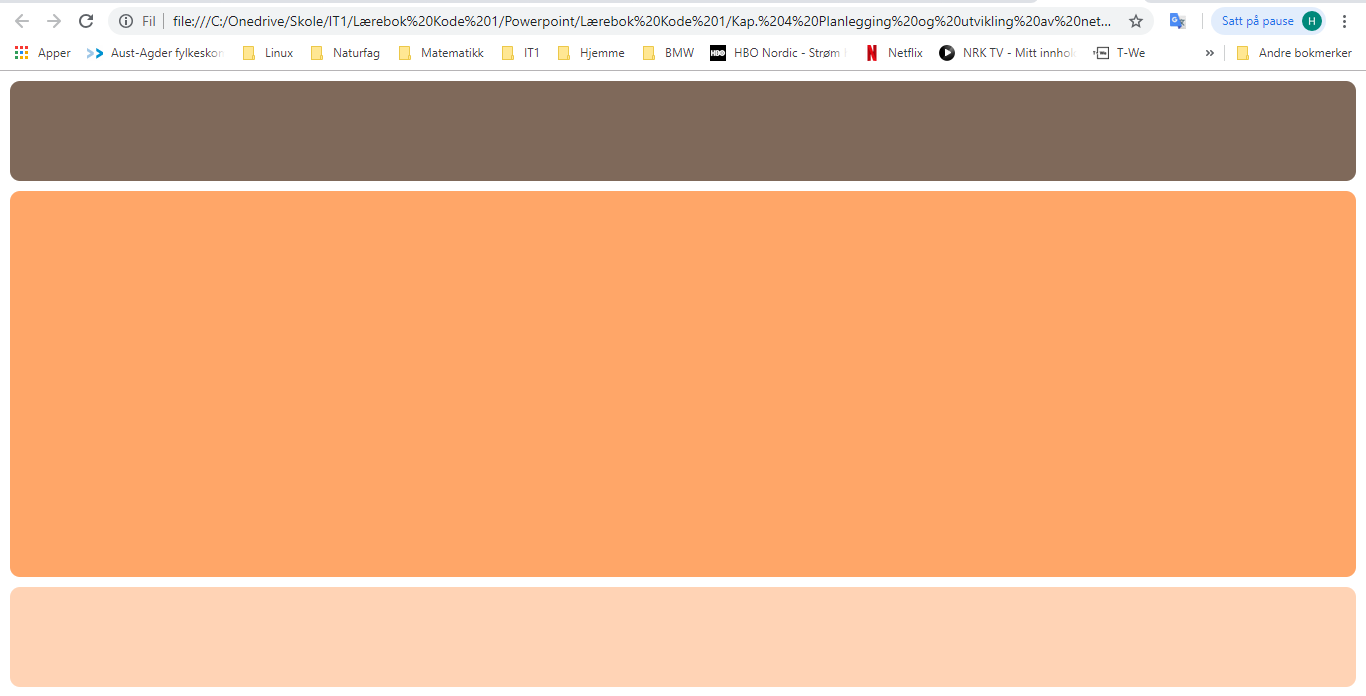 Fil file:///C:/Onedrive/Skole/IT1/Lærebok%20Kode%201/Powerpoint/Lærebok%20Kode%201/Kap.%204%20Planlegging%20og%20utvikling%20av%20net... Satt på pause H
Apper Aust-Agder fylkeskon Linux Naturfag Matematikk IT1 Hjemme BMW HBO HBO Nordic - Strøm Netflix NRK TV - Mitt innhol T-We » Andre bokmerker